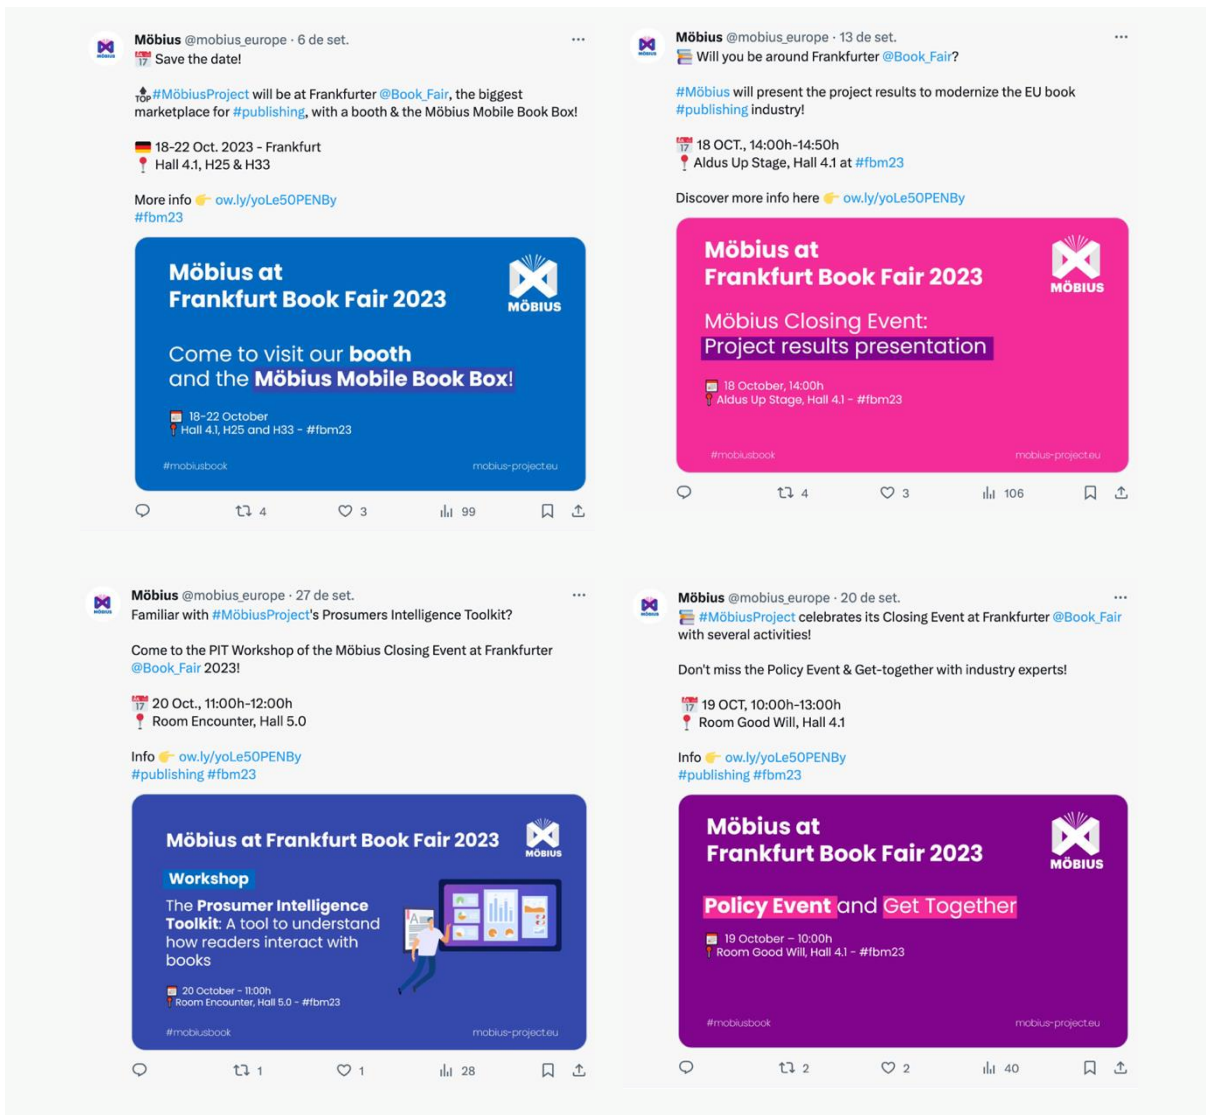 Möbius @mobius_europe · 6 de set.
Save the date!
TOP #MöbiusProject will be at Frankfurter @Book_Fair, the biggest
marketplace for #publishing, with a booth & the Möbius Mobile Book Box!
18-22 Oct. 2023 - Frankfurt
Hall 4.1, H25 & H33
More info 👉 ow.ly/yoLe50PENBy
#fbm23
Möbius at
Frankfurt Book Fair 2023
MÖBIUS
Come to visit our booth
and the Möbius Mobile Book Box!
18-22 October
Hall 4.1, H25 and H33 - #fbm23
#mobiusbook
mobius-project.eu
4 3 99
Möbius @mobius_europe · 13 de set.
Will you be around Frankfurter @Book_Fair?
#Möbius will present the project results to modernize the EU book
#publishing industry!
17 18 OCT., 14:00h-14:50h
Aldus Up Stage, Hall 4.1 at #fbm23
Discover more info here 👉 ow.ly/yoLe50PENBy
Möbius at
Frankfurt Book Fair 2023
MÖBIUS
Möbius Closing Event:
Project results presentation
18 October, 14:00h
Aldus Up Stage, Hall 4.1 - #fbm23
#mobiusbook
mobius-project.eu
4 3 106
Möbius @mobius_europe · 27 de set.
Familiar with #MöbiusProject's Prosumers Intelligence Toolkit?
Come to the PIT Workshop of the Möbius Closing Event at Frankfurter
@Book_Fair 2023!
17 20 Oct., 11:00h-12:00h
Room Encounter, Hall 5.0
Info 👉 ow.ly/yoLe50PENBy
#publishing #fbm23
Möbius at Frankfurt Book Fair 2023
MÖBIUS
Workshop
The Prosumer Intelligence
Toolkit: A tool to understand
how readers interact with
books
20 October - 11:00h
Room Encounter, Hall 5.0 - #fbm23
#mobiusbook
mobius-project.eu
1 1 28
Möbius @mobius_europe · 20 de set.
#MöbiusProject celebrates its Closing Event at Frankfurter @Book_Fair
with several activities!
Don't miss the Policy Event & Get-together with industry experts!
17 19 OCT, 10:00h-13:00h
Room Good Will, Hall 4.1
Info 👉 ow.ly/yoLe50PENBy
#publishing #fbm23
Möbius at
Frankfurt Book Fair 2023
MÖBIUS
Policy Event and Get Together
19 October – 10:00h
Room Good Will, Hall 4.1 - #fbm23
#mobiusbook
mobius-project.eu
2 2 40